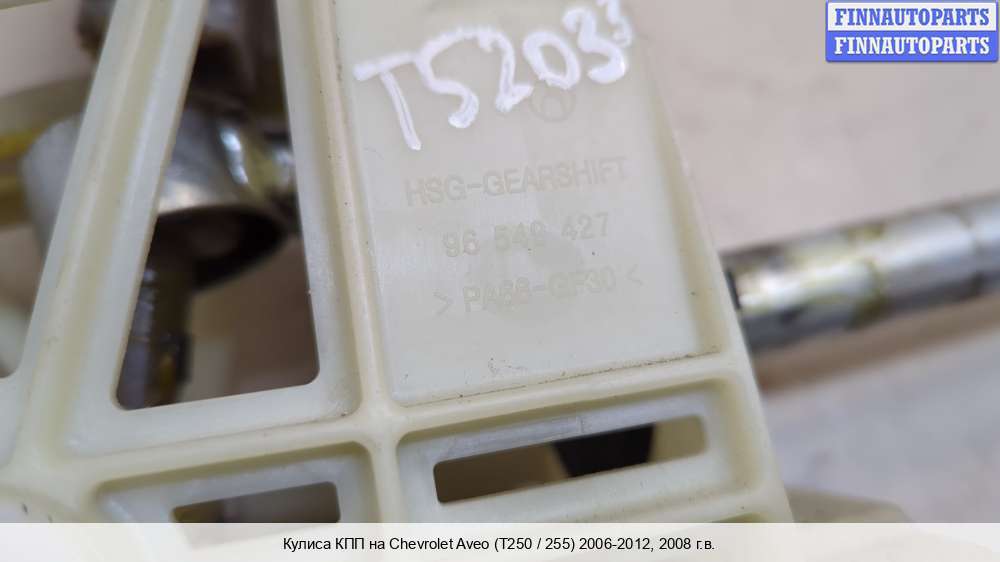 FINNAUTOPARTS
FINNAUTOPARTS
T52033
HSG-GEARSHIFT
96 549 427
>PA66-GF30<
Кулиса КПП на Chevrolet Aveo (T250 / 255) 2006-2012, 2008 г.в.